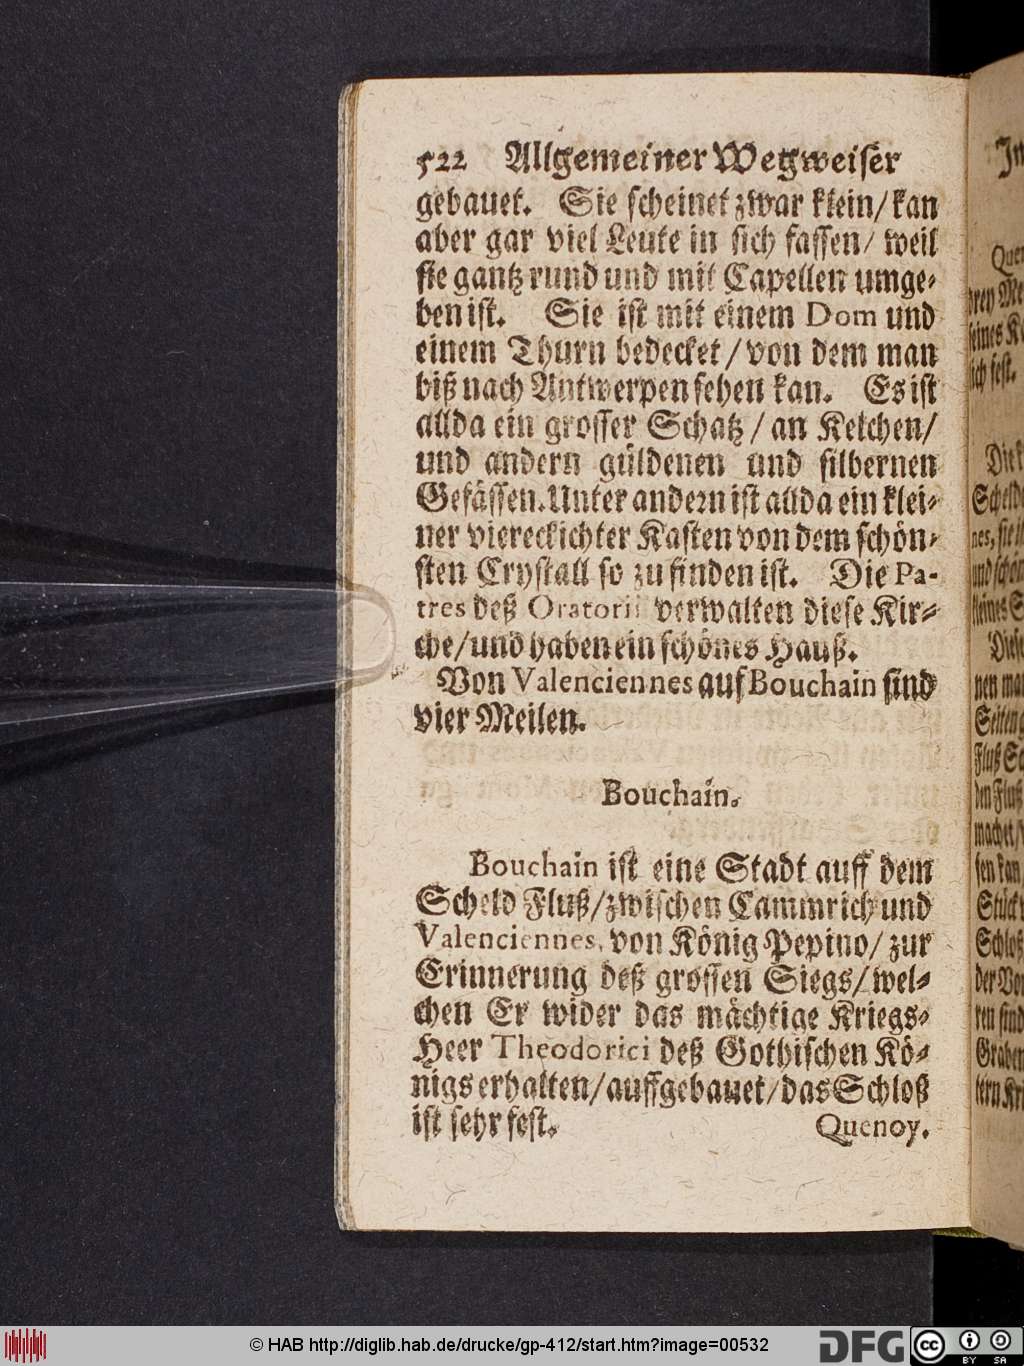 522 Allgemeiner Wegweiser
gebauet. Sie scheinet zwar klein/ kan
aber gar viel Leute in sich fassen/ weil
sie gantz rund und mit Capellen umge-
ben ist. Sie ist mit einem Dom und
einem Thurn bedecket / von dem man
biß nach Antwerpen sehen kan. Es ist
allda ein grosser Schatz / an Kelchen/
und andern güldenen und silbernen
Gefässen. Unter andern ist allda ein klei-
ner viereckichter Kasten von dem schön-
sten Crystall so zu finden ist. Die Pa-
tres deß Oratorii verwalten diese Kir-
che/ und haben ein schönes Hauß.
Von Valenciennes auf Bouchain sind
vier Meilen.
Bouchain.
Bouchain ist eine Stadt auff dem
Scheld Fluß/ zwischen Cammrich und
Valenciennes, von König Pepino/ zur
Erinnerung deß grossen Siegs/ wel-
chen Er wider das mächtige Kriegs-
Heer Theodorici deß Gothischen Kö-
nigs erhalten/ auffgebauet/ das Schloß
ist sehr fest.
Quenoy.
© HAB http://diglib.hab.de/drucke/gp-412/start.htm?image=00532
DFG
cc
BY SA